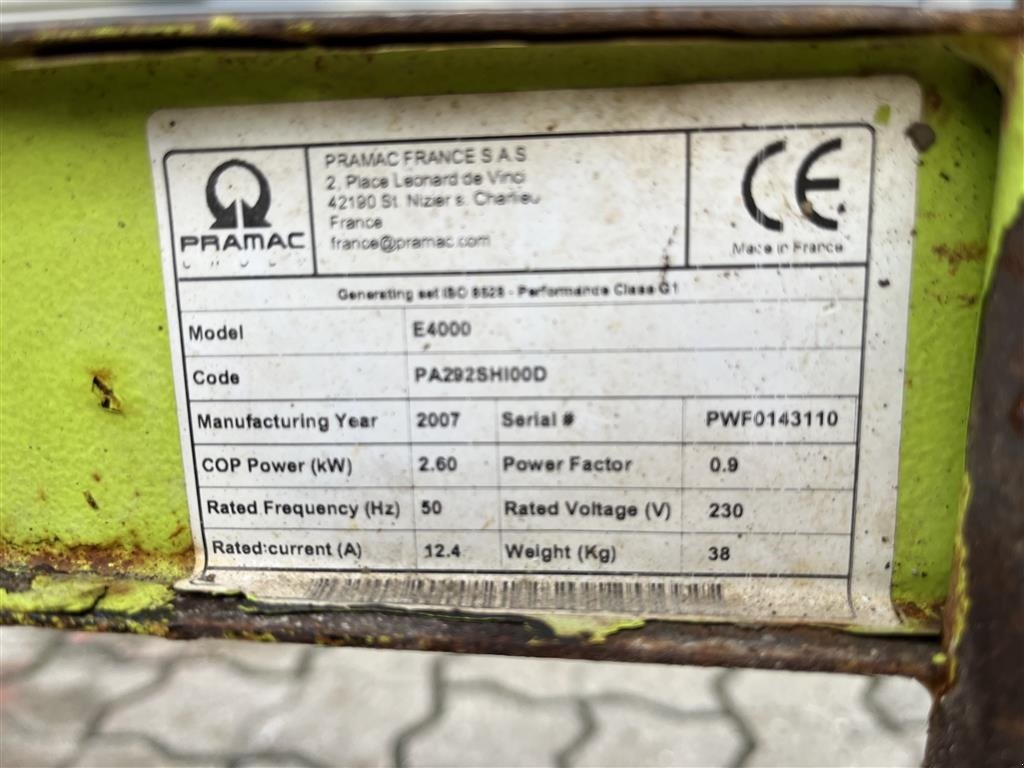 PRAMAC
PRAMAC FRANCE S.A.S
2, Place Leonard de Vinci
42190 St. Nizier s. Charlieu
France
france@pramac.com
CE
Made in France
Generating set ISO 8528 - Performance Class G1
Model E4000
Code PA292SHI00D
Manufacturing Year 2007 Serial # PWF0143110
COP Power (kW) 2.60 Power Factor 0.9
Rated Frequency (Hz) 50 Rated Voltage (V) 230
Rated current (A) 12.4 Weight (Kg) 38